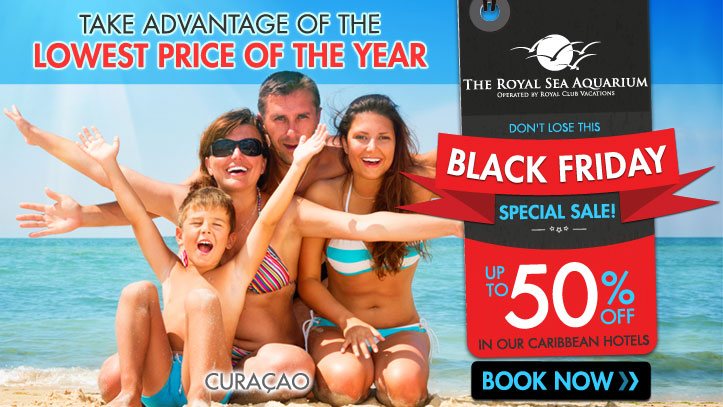 TAKE ADVANTAGE OF THE
LOWEST PRICE OF THE YEAR
THE ROYAL SEA AQUARIUM
OPERATED BY ROYAL CLUB VACATIONS
DON'T LOSE THIS
BLACK FRIDAY
SPECIAL SALE!
UP TO 50% OFF
IN OUR CARIBBEAN HOTELS
CURAÇAO
BOOK NOW »